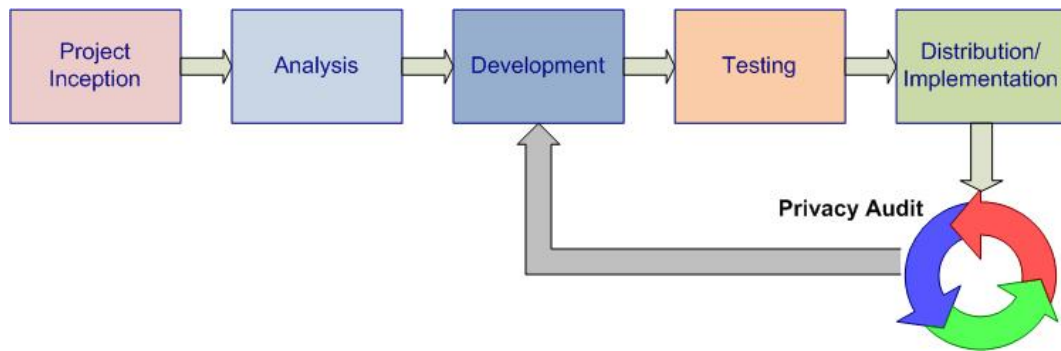 Project
Inception
Analysis
Development
Testing
Distribution/
Implementation
Privacy Audit